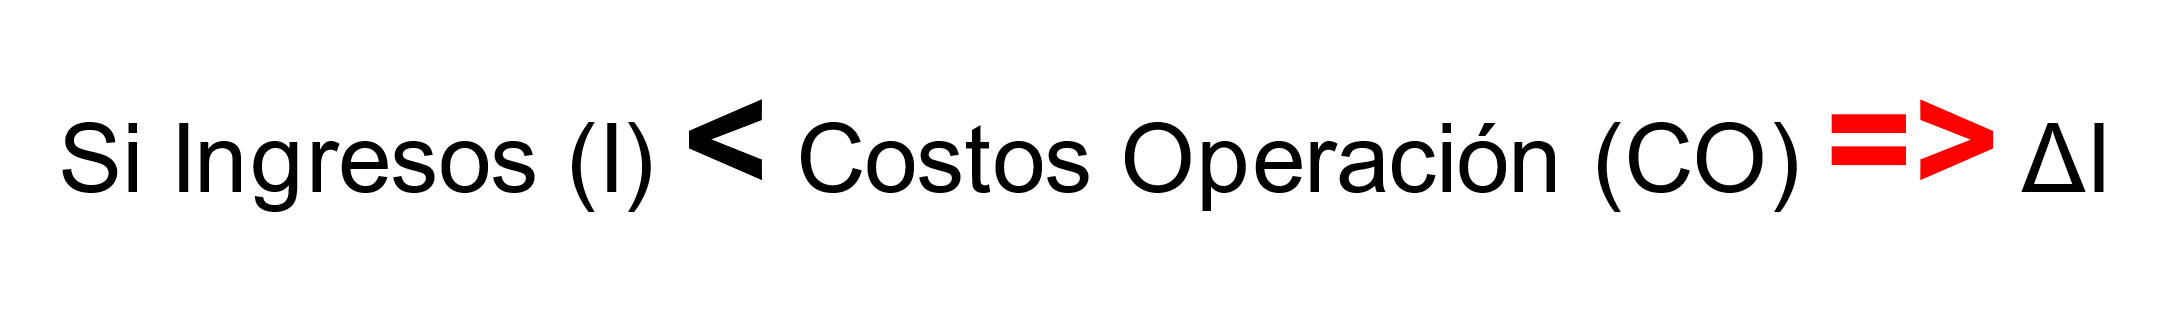 Si Ingresos (I) < Costos Operación (CO) => ΔI